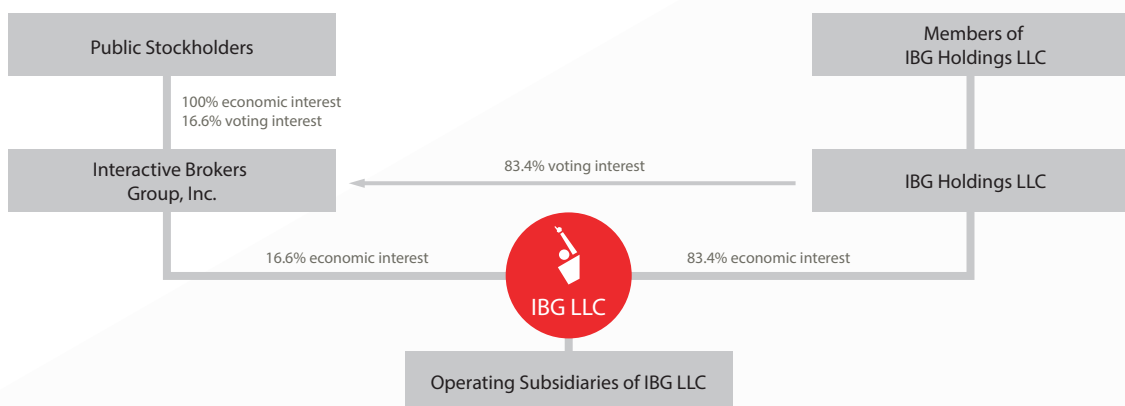 Public Stockholders
Members of
IBG Holdings LLC
100% economic interest
16.6% voting interest
Interactive Brokers
Group, Inc.
83.4% voting interest
IBG Holdings LLC
16.6% economic interest
83.4% economic interest
IBG LLC
Operating Subsidiaries of IBG LLC